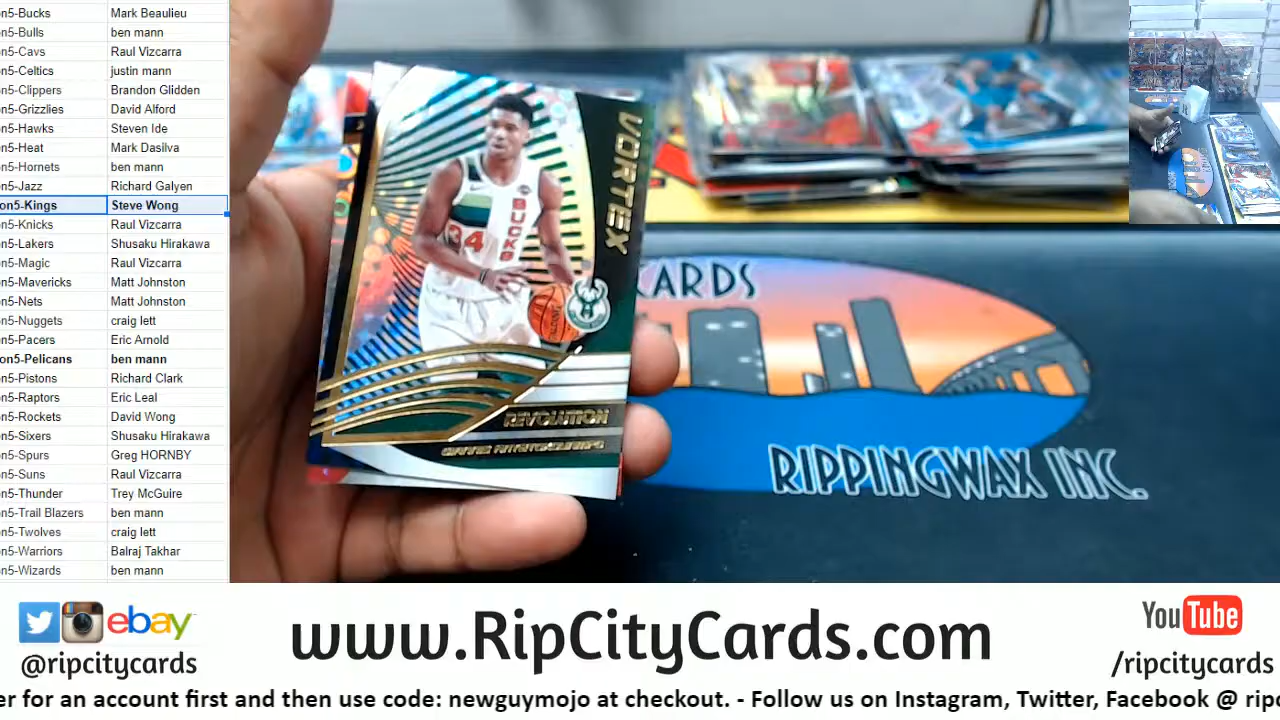 n5-Bucks Mark Beaulieu
n5-Bulls ben mann
n5-Cavs Raul Vizcarra
n5-Celtics justin mann
n5-Clippers Brandon Glidden
n5-Grizzlies David Alford
n5-Hawks Steven Ide
n5-Heat Mark Dasilva
n5-Hornets ben mann
n5-Jazz Richard Galyen
on5-Kings Steve Wong
n5-Knicks Raul Vizcarra
n5-Lakers Shusaku Hirakawa
n5-Magic Raul Vizcarra
n5-Mavericks Matt Johnston
n5-Nets Matt Johnston
n5-Nuggets craig lett
n5-Pacers Eric Arnold
on5-Pelicans ben mann
n5-Pistons Richard Clark
n5-Raptors Eric Leal
n5-Rockets David Wong
n5-Sixers Shusaku Hirakawa
n5-Spurs Greg HORNBY
n5-Suns Raul Vizcarra
n5-Thunder Trey McGuire
n5-Trail Blazers ben mann
n5-Twolves craig lett
n5-Warriors Balraj Takhar
n5-Wizards ben mann
VORTEX
BUCKS
34
REVOLUTION
CARDS
RIPPINGWAX INC.
ebay
@ripcitycards
www.RipCityCards.com
YouTube
/ripcitycards
er for an account first and then use code: newguymojo at checkout. - Follow us on Instagram, Twitter, Facebook @ ripc